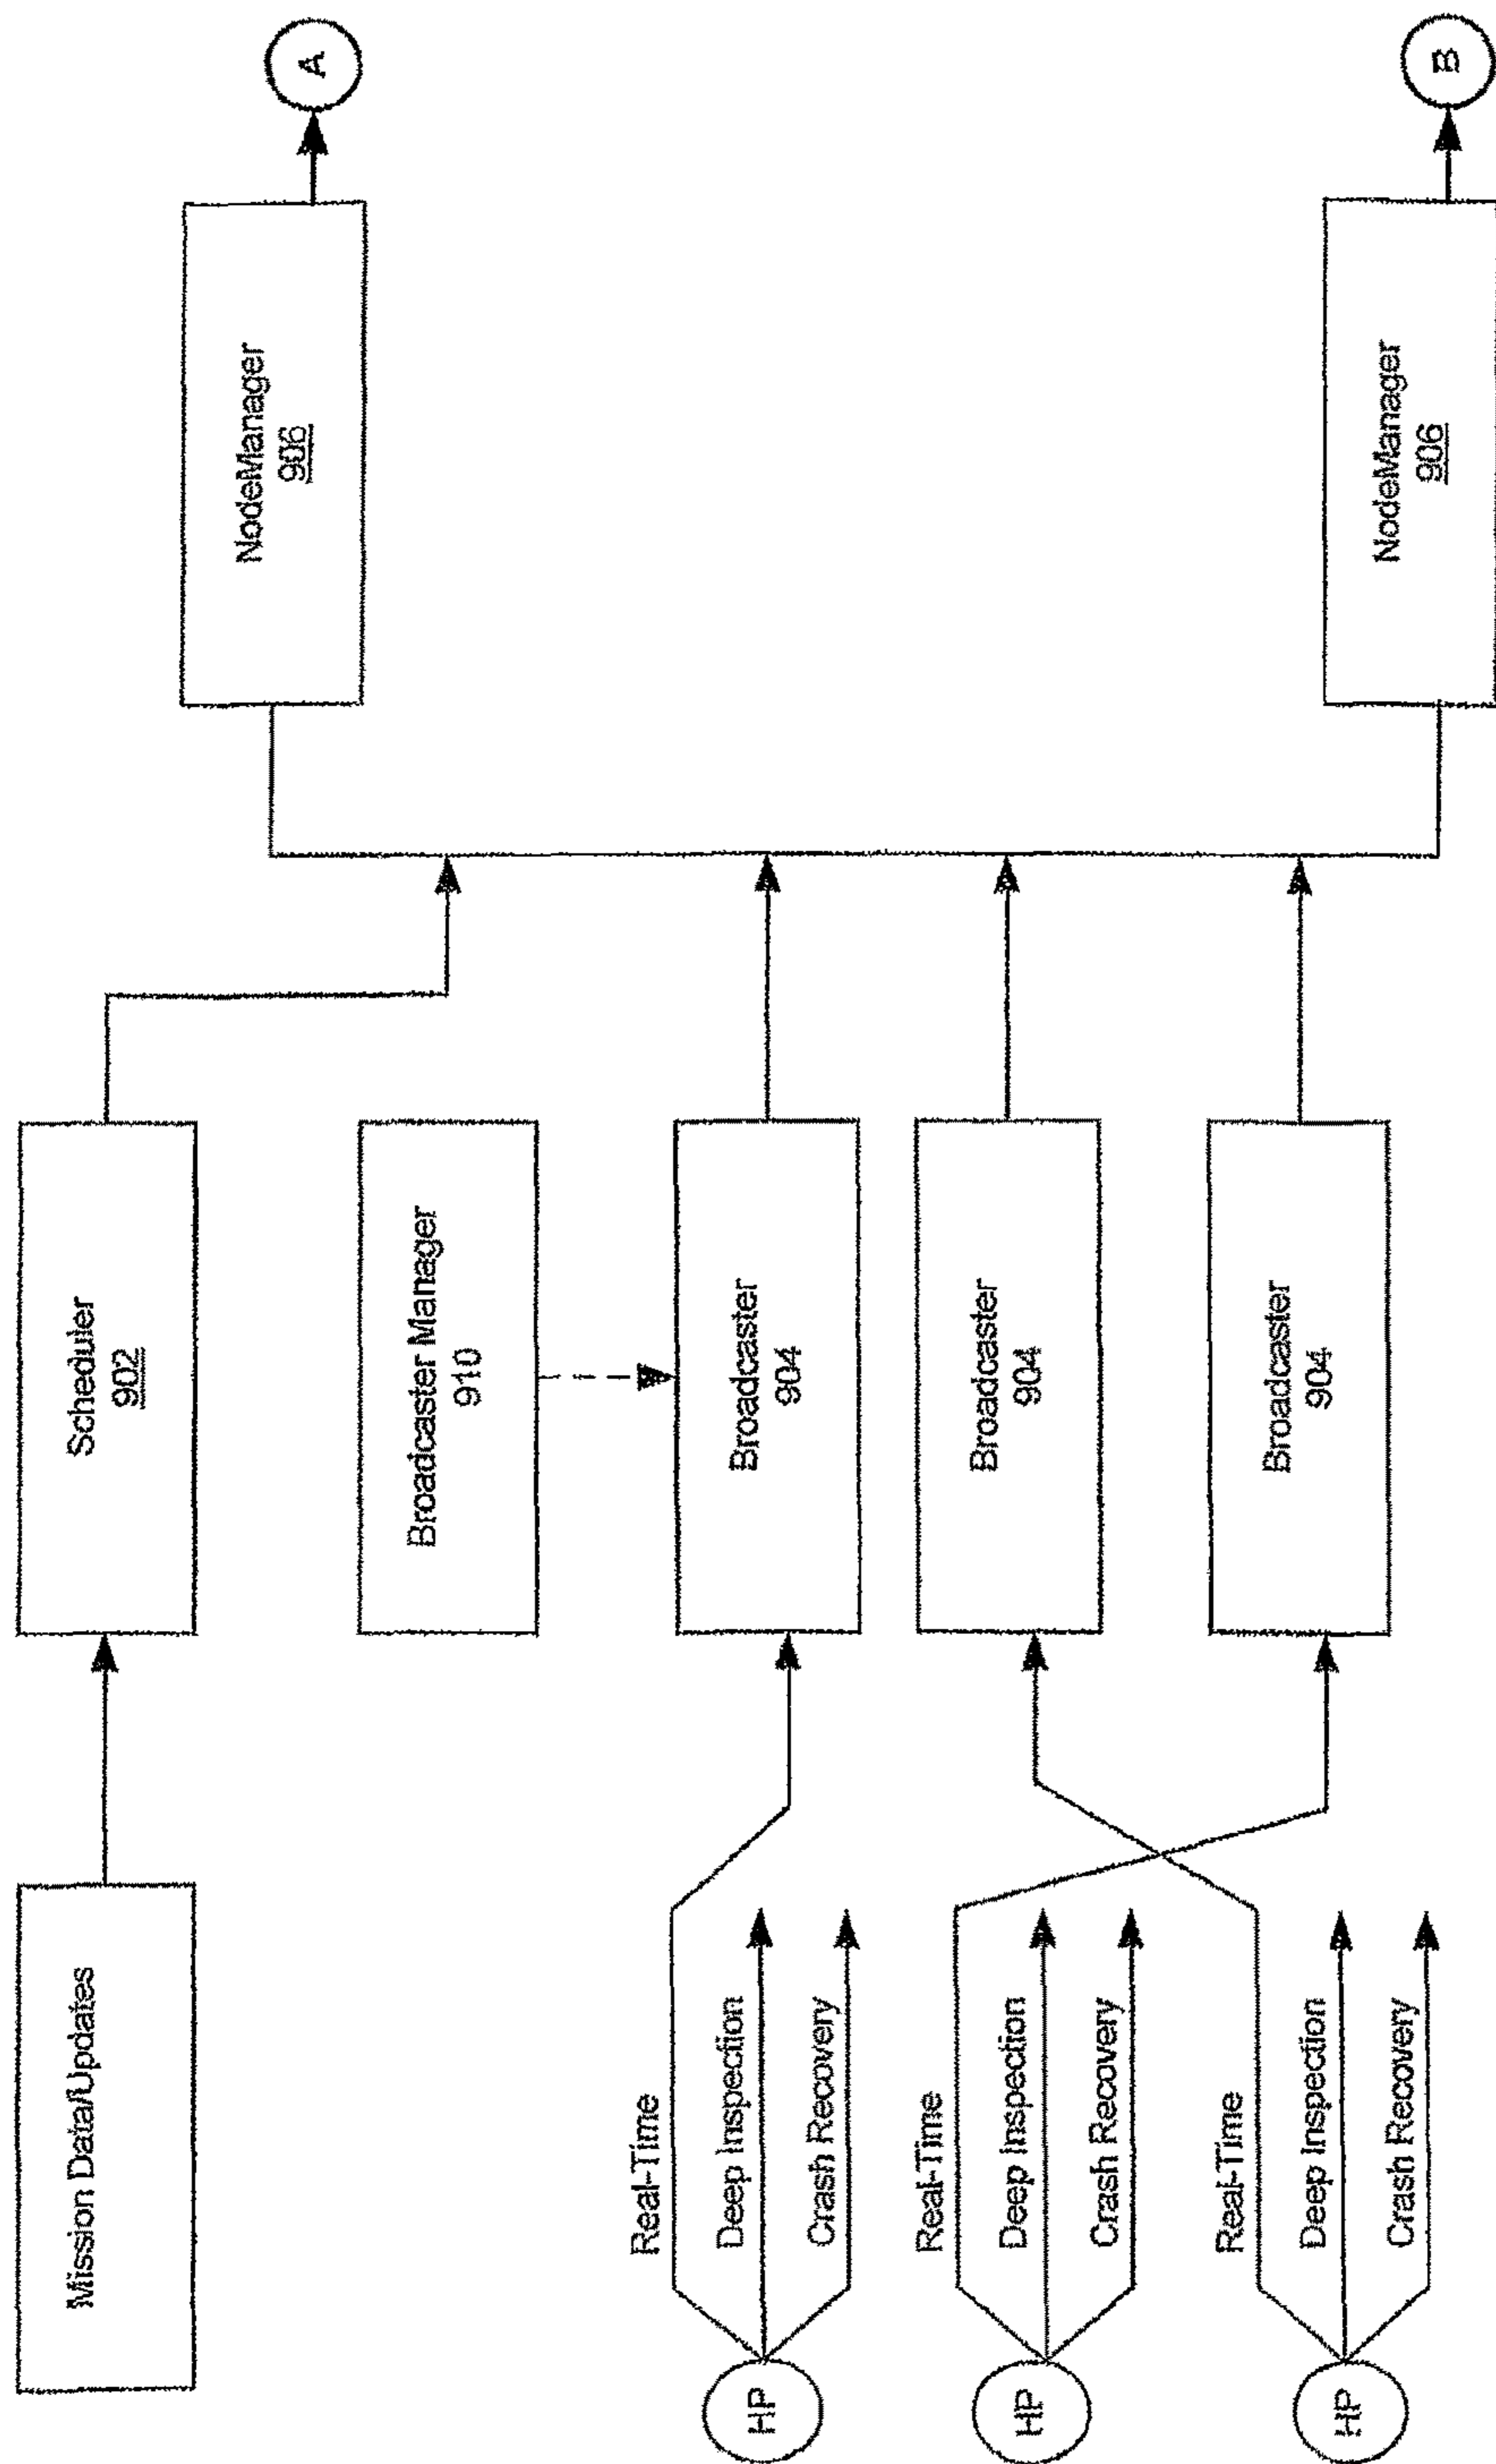 Mission Data/Updates
Scheduler
902
Broadcaster Manager
910
NodeManager
906
A
HP
Real-Time
Deep Inspection
Crash Recovery
Broadcaster
904
HP
Real-Time
Deep Inspection
Crash Recovery
Broadcaster
904
HP
Real-Time
Deep Inspection
Crash Recovery
Broadcaster
904
NodeManager
906
B